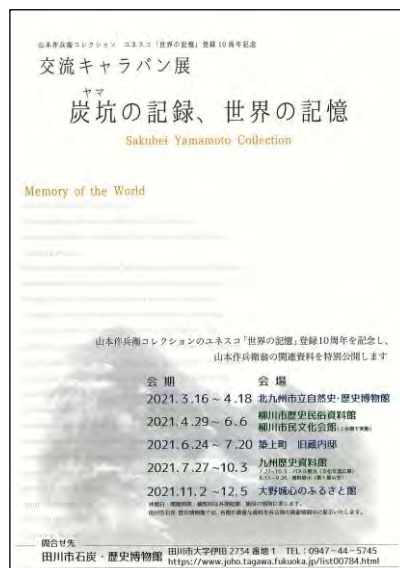 山本作兵衛コレクション　ユネスコ「世界の記憶」登録10周年記念
交流キャラバン展
ヤマ
炭坑の記録、世界の記憶
Sakubei Yamamoto Collection
Memory of the World
山本作兵衛コレクションのユネスコ「世界の記憶」登録10周年を記念し、
山本作兵衛翁の関連資料を特別公開します
会 期　会 場
2021.3.16～4.18 北九州市立自然史・歴史博物館
2021.4.29～6.6 柳川市歴史民俗資料館
柳川市民文化会館
2021.6.24～7.20 築上町　旧蔵内邸
2021.7.27～10.3 九州歴史資料館
2021.11.2～12.5 大野城心のふるさと館
問合せ先
田川市石炭・歴史博物館 田川市大字伊田2734番地1 TEL：0947-44-5745
https://www.joho.tagawa.fukuoka.jp/list00784.html